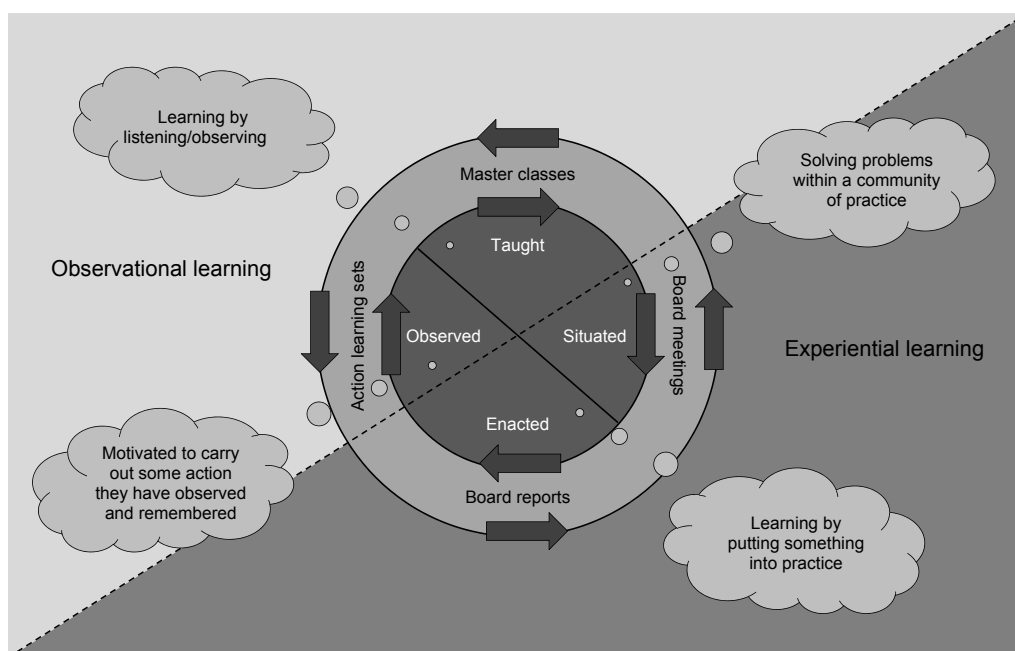 Learning by
listening/observing
Solving problems
within a community
of practice
Master classes
Taught
Observational learning
Action learning sets
Observed
Situated
Board meetings
Experiential learning
Enacted
Board reports
Motivated to carry
out some action
they have observed
and remembered
Learning by
putting something
into practice